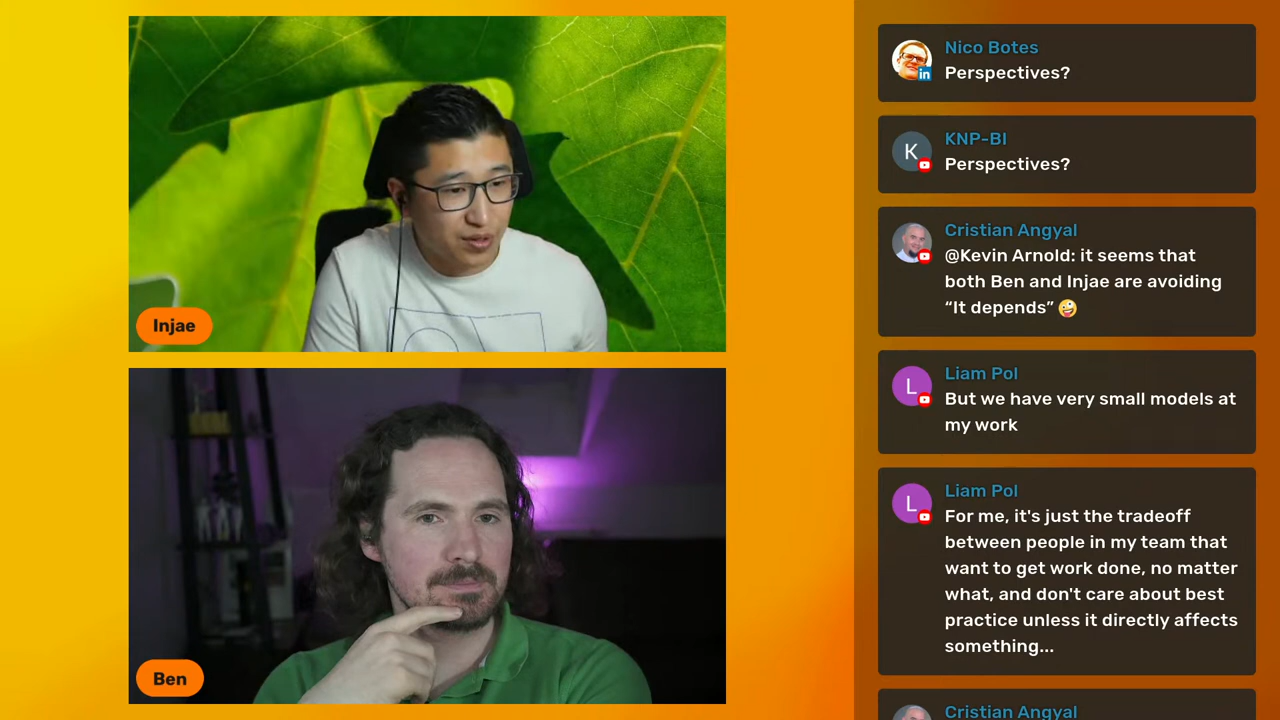 Injae
Ben
Nico Botes
Perspectives?
K
KNP-BI
Perspectives?
Cristian Angyal
@Kevin Arnold: it seems that
both Ben and Injae are avoiding
“It depends” 🤪
L
Liam Pol
But we have very small models at
my work
L
Liam Pol
For me, it's just the tradeoff
between people in my team that
want to get work done, no matter
what, and don't care about best
practice unless it directly affects
something...
Cristian Angyal